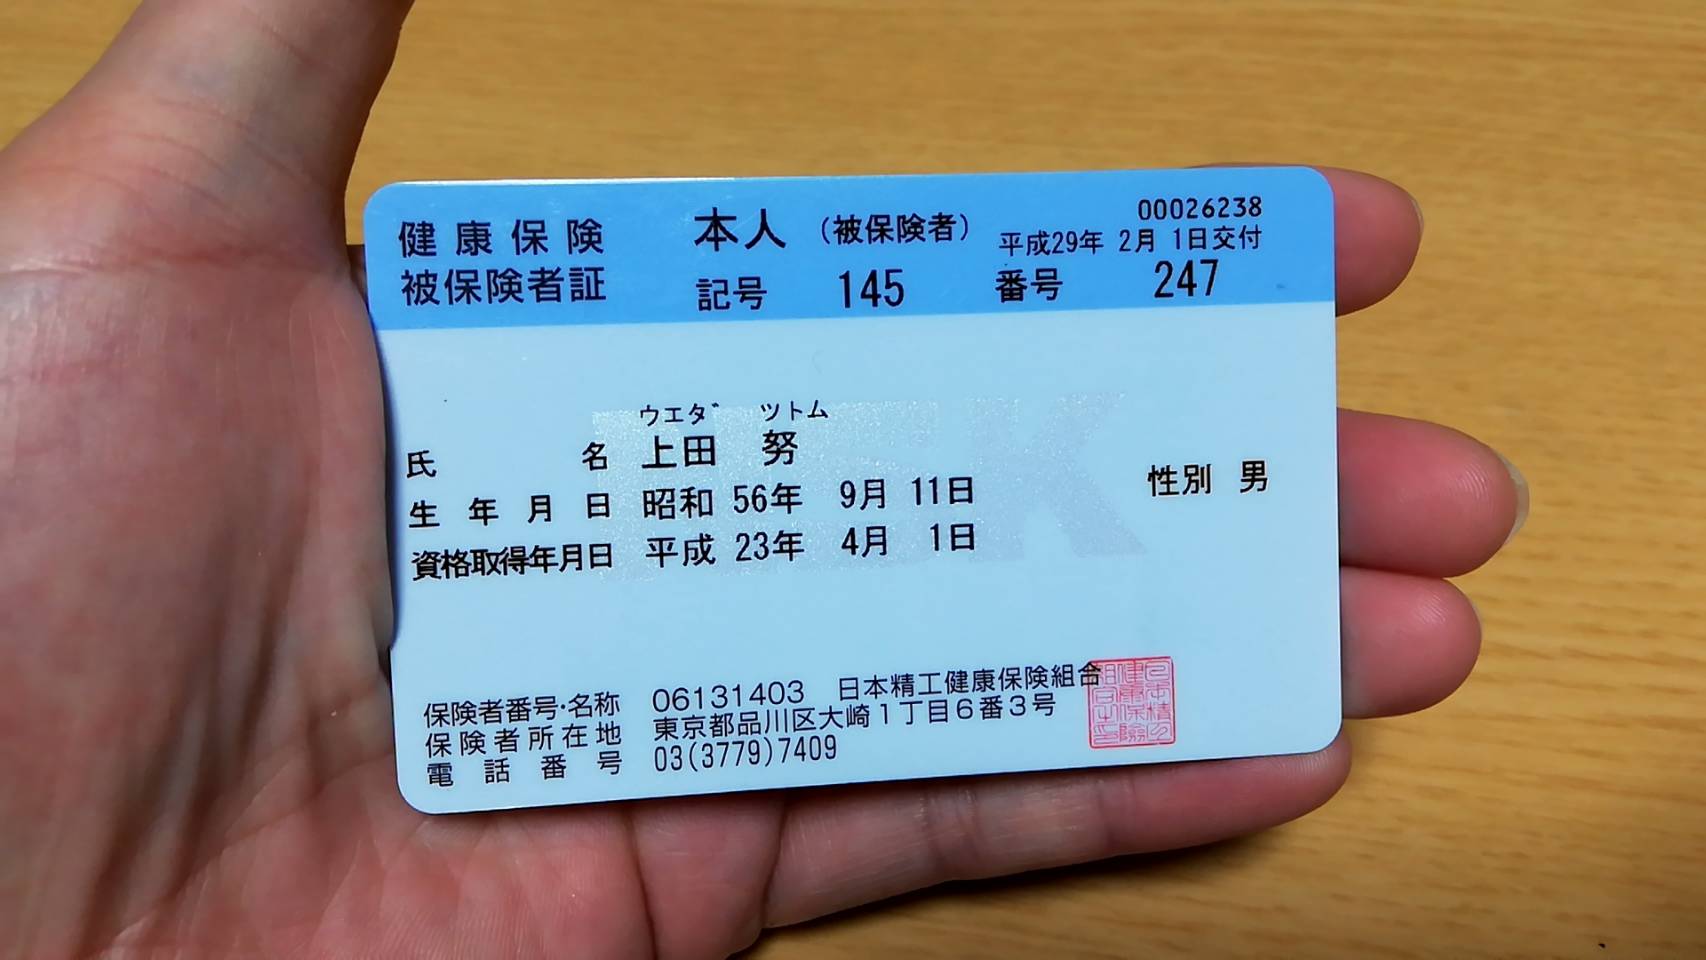 00026238
健康保険 本人（被保険者） 平成29年 2月 1日交付
被保険者証 記号 145 番号 247
ウエダ ツトム
氏名 上田 努
生年月日 昭和 56年 9月 11日 性別 男
資格取得年月日 平成 23年 4月 1日
保険者番号・名称 06131403 日本精工健康保険組合
保険者所在地 東京都品川区大崎1丁目6番3号
電話番号 03(3779)7409
NSK